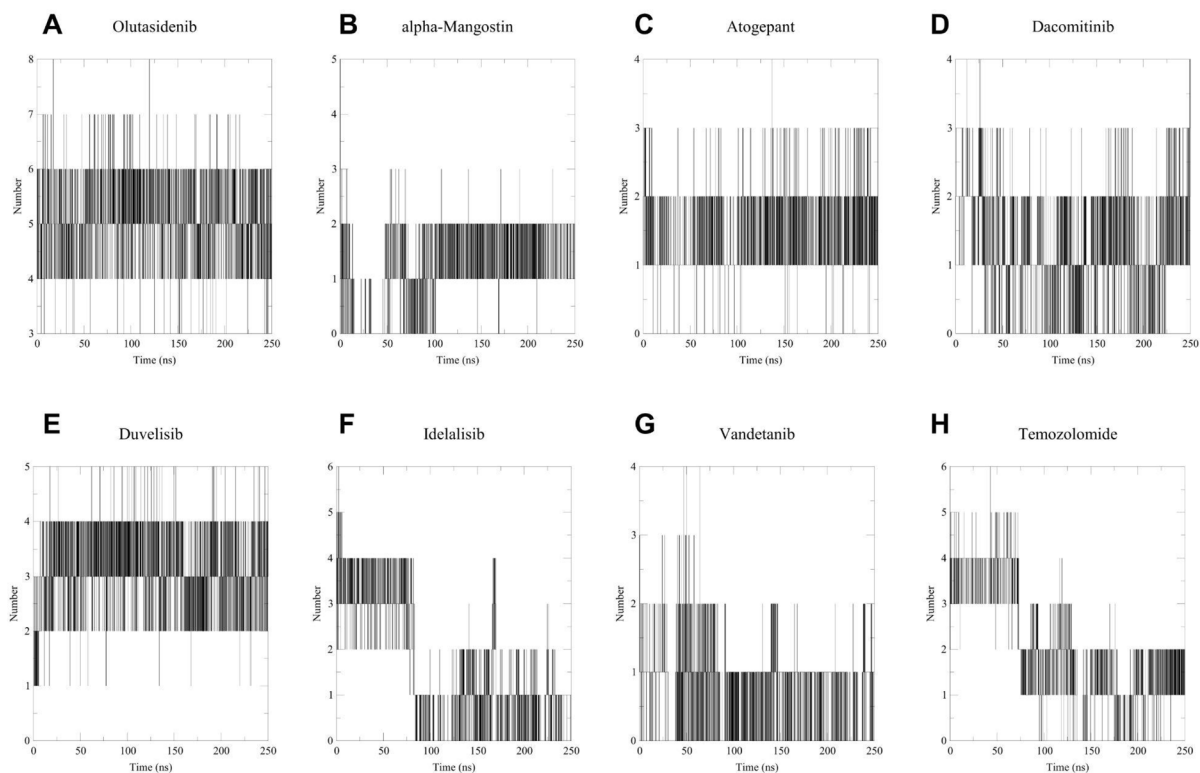 A Olutasidenib
8
7
6
5
4
3
Number
0 50 100 150 200 250
Time (ns)
B alpha-Mangostin
5
4
3
2
1
0
Number
0 50 100 150 200 250
Time (ns)
C Atogepant
4
3
2
1
0
Number
0 50 100 150 200 250
Time (ns)
D Dacomitinib
4
3
2
1
0
Number
0 50 100 150 200 250
Time (ns)
E Duvelisib
5
4
3
2
1
0
Number
0 50 100 150 200 250
Time (ns)
F Idelalisib
6
5
4
3
2
1
0
Number
0 50 100 150 200 250
Time (ns)
G Vandetanib
4
3
2
1
0
Number
0 50 100 150 200 250
Time (ns)
H Temozolomide
6
5
4
3
2
1
0
Number
0 50 100 150 200 250
Time (ns)